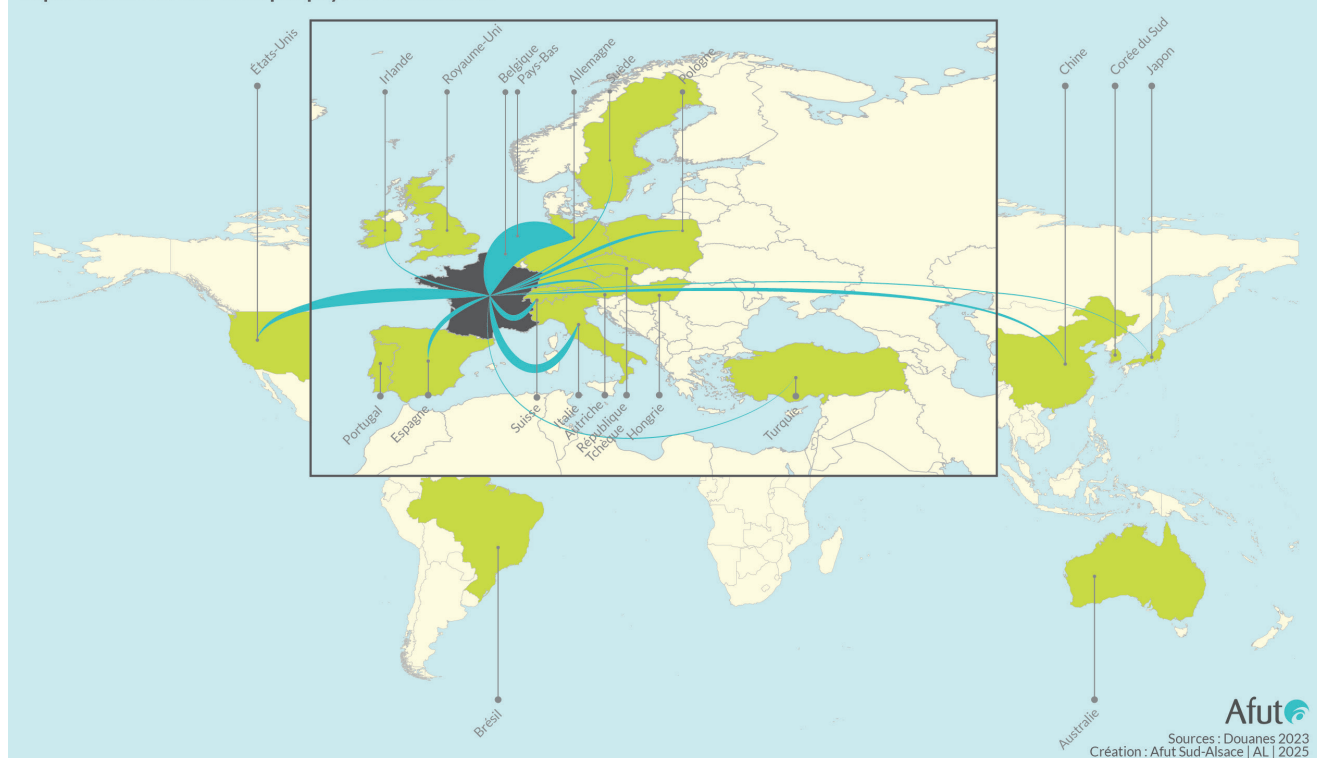 États-Unis
Irlande
Royaume-Uni
Belgique
Pays-Bas
Allemagne
Suède
Pologne
Chine
Corée du Sud
Japon
Portugal
Espagne
Suisse
Italie
Autriche
République
Tchèque
Hongrie
Turquie
Brésil
Australie
Afut
Sources : Douanes 2023
Création : Afut Sud-Alsace | AL | 2025